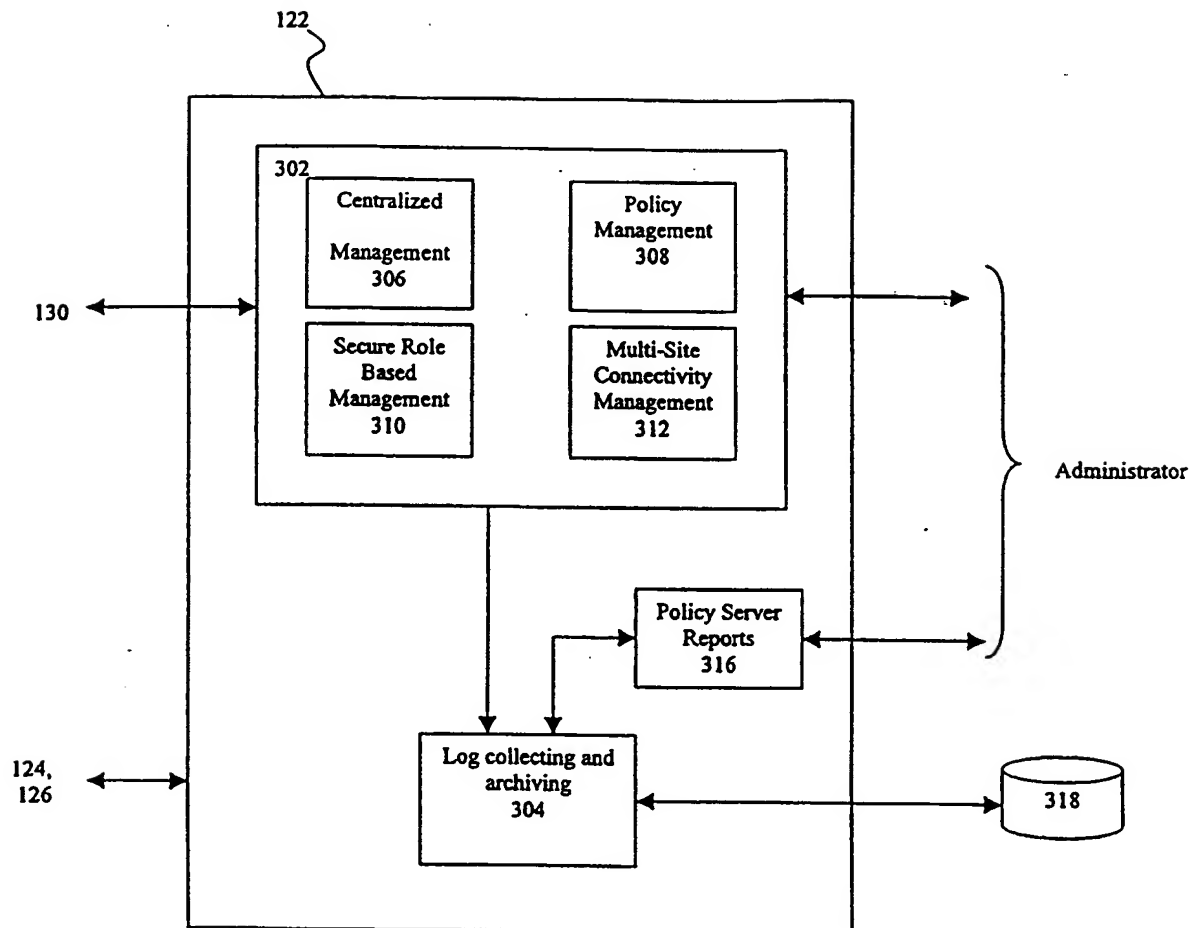 122
302
Centralized
Management
306
Policy
Management
308
130
Secure Role
Based
Management
310
Multi-Site
Connectivity
Management
312
Administrator
Policy Server
Reports
316
124,
126
Log collecting and
archiving
304
318